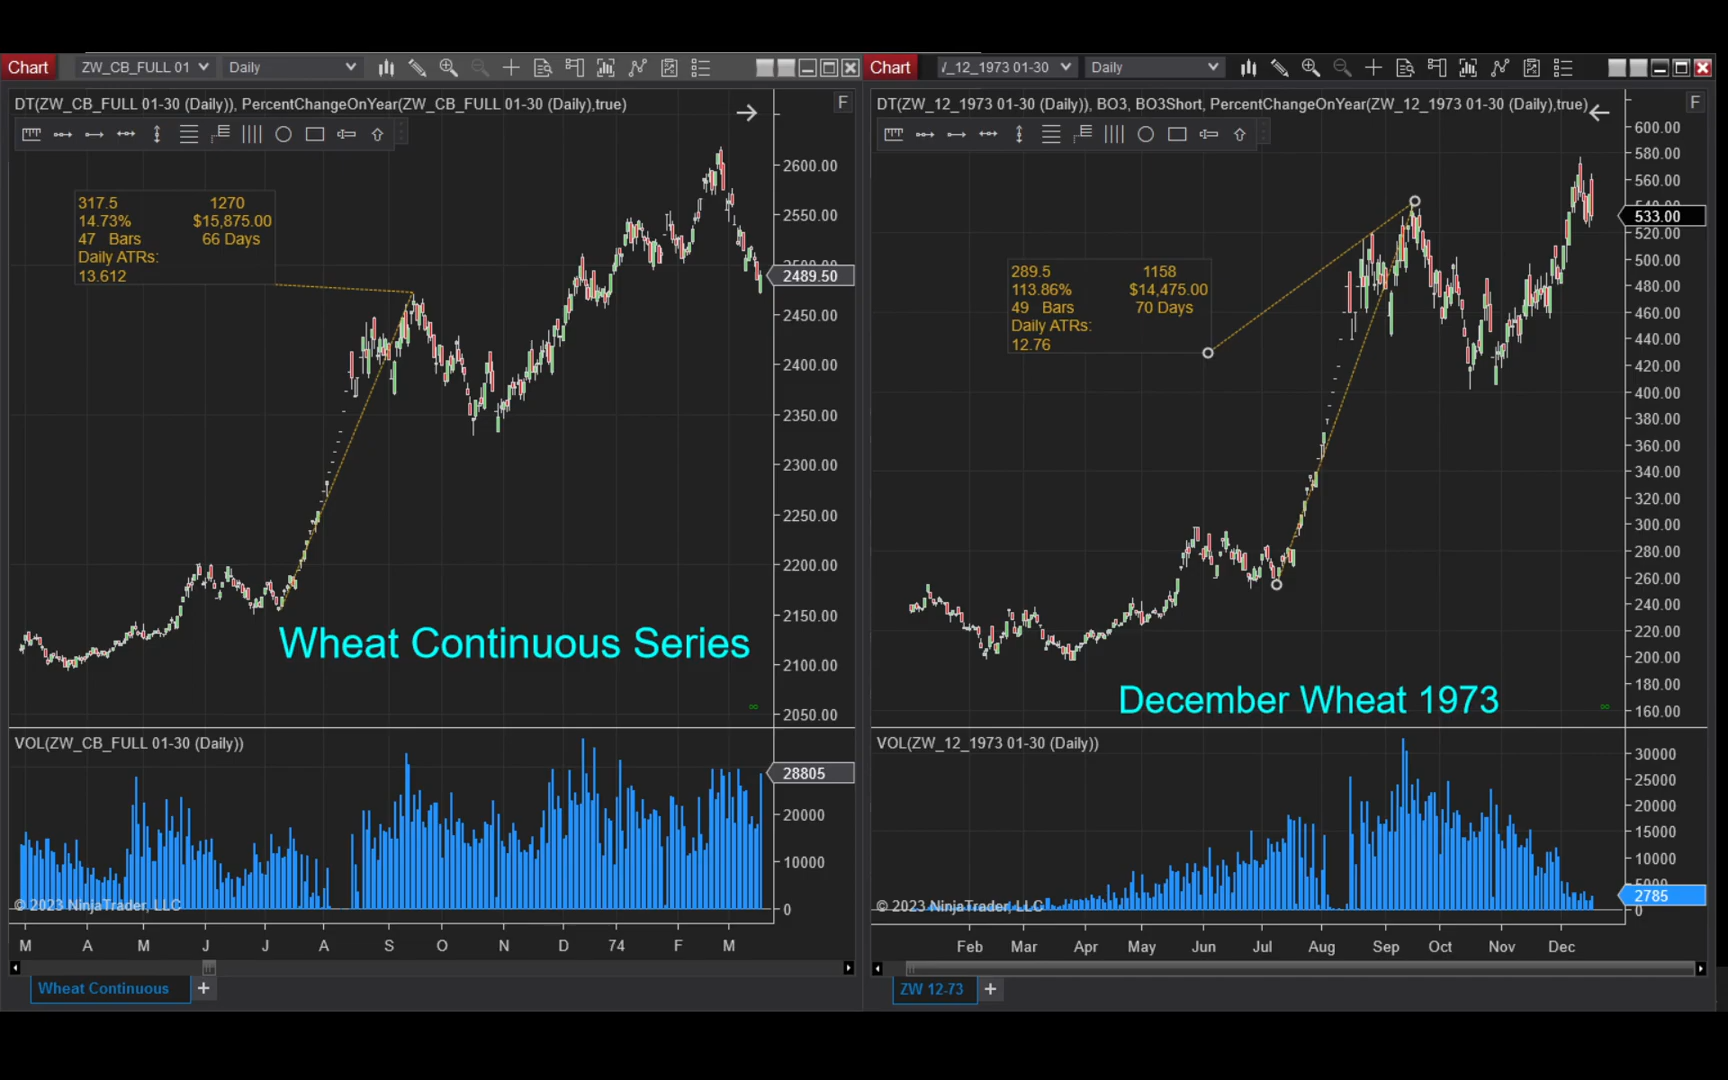 Chart
ZW_CB_FULL 01
Daily
DT(ZW_CB_FULL 01-30 (Daily)), PercentChangeOnYear(ZW_CB_FULL 01-30 (Daily),true)
F
317.5 1270
14.73% $15,875.00
47 Bars 66 Days
Daily ATRs:
13.612
2600.00
2550.00
2500.00
2489.50
2450.00
2400.00
2350.00
2300.00
2250.00
2200.00
2150.00
2100.00
2050.00
Wheat Continuous Series
VOL(ZW_CB_FULL 01-30 (Daily))
28805
20000
10000
0
© 2023 NinjaTrader, LLC
M A M J J A S O N D 74 F M
Wheat Continuous
+
Chart
/_12_1973 01-30
Daily
DT(ZW_12_1973 01-30 (Daily)), BO3, BO3Short, PercentChangeOnYear(ZW_12_1973 01-30 (Daily),true)
F
289.5 1158
113.86% $14,475.00
49 Bars 70 Days
Daily ATRs:
12.76
600.00
580.00
560.00
540.00
533.00
520.00
500.00
480.00
460.00
440.00
420.00
400.00
380.00
360.00
340.00
320.00
300.00
280.00
260.00
240.00
220.00
200.00
180.00
160.00
December Wheat 1973
VOL(ZW_12_1973 01-30 (Daily))
30000
25000
20000
15000
10000
5000
2785
0
© 2023 NinjaTrader, LLC
Feb Mar Apr May Jun Jul Aug Sep Oct Nov Dec
ZW 12-73
+